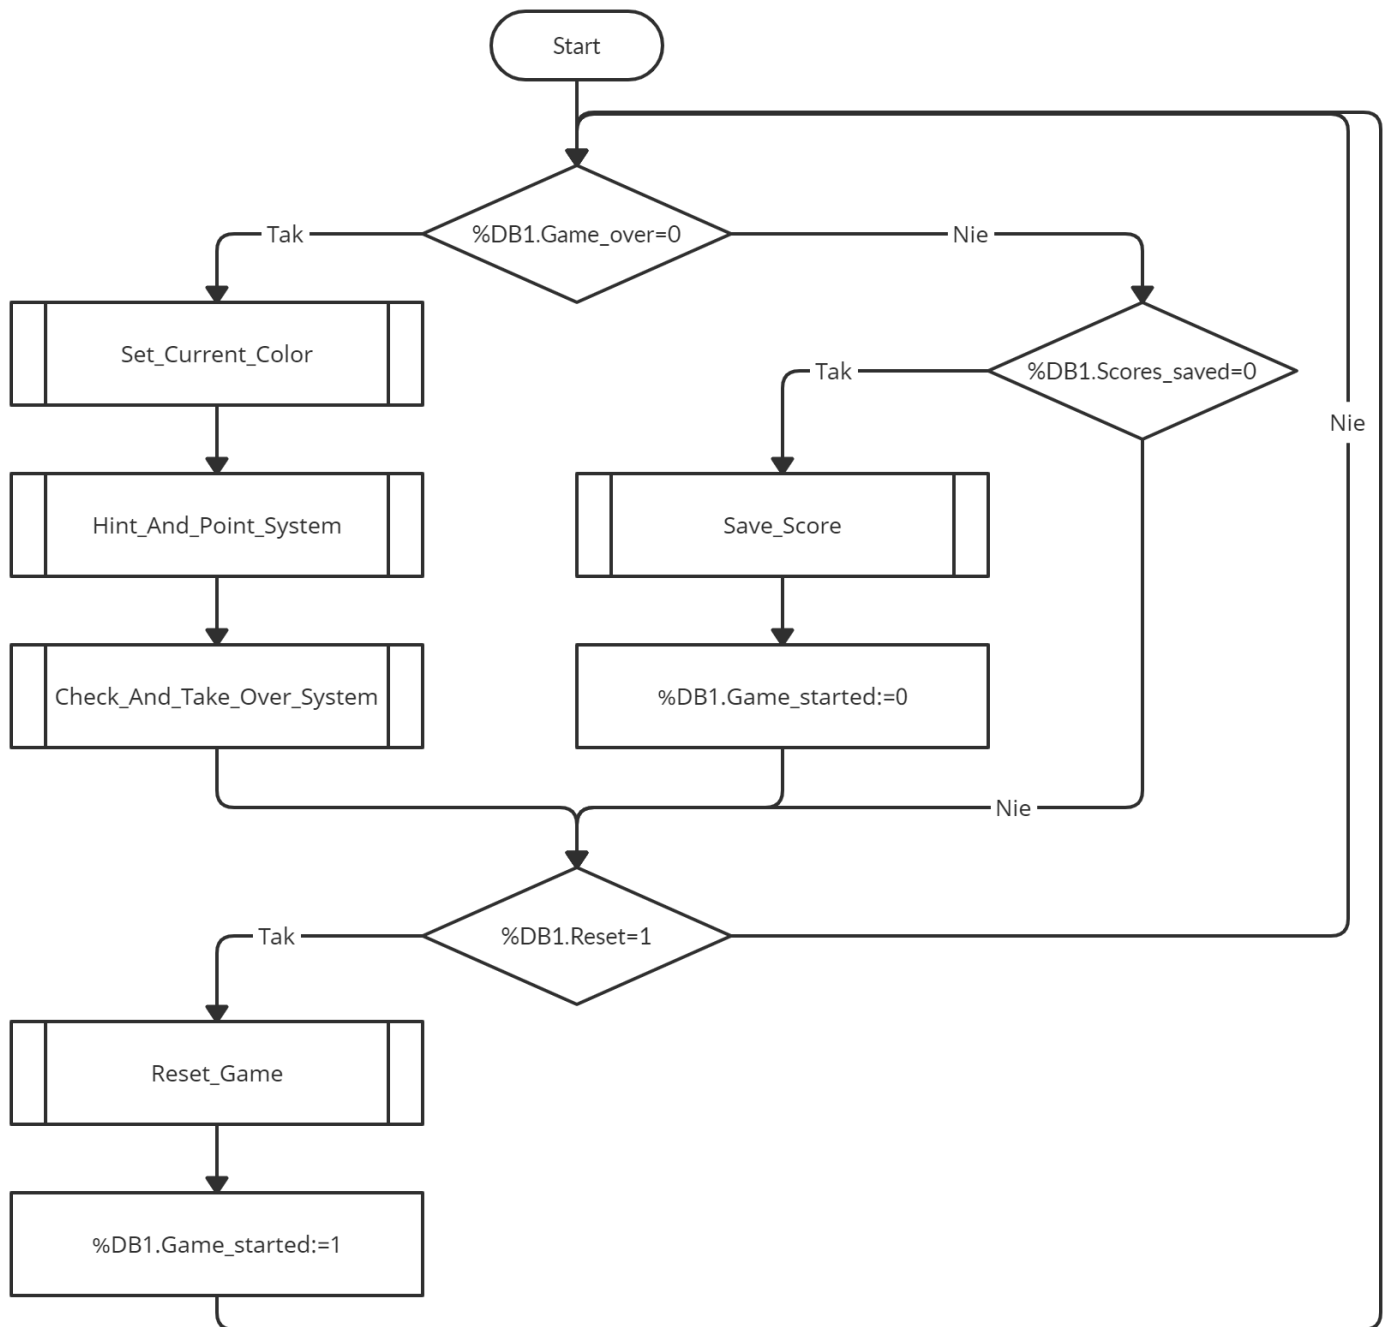 Start
%DB1.Game_over=0
Tak
Nie
Set_Current_Color
%DB1.Scores_saved=0
Tak
Nie
Hint_And_Point_System
Save_Score
Check_And_Take_Over_System
%DB1.Game_started:=0
Nie
%DB1.Reset=1
Tak
Reset_Game
%DB1.Game_started:=1